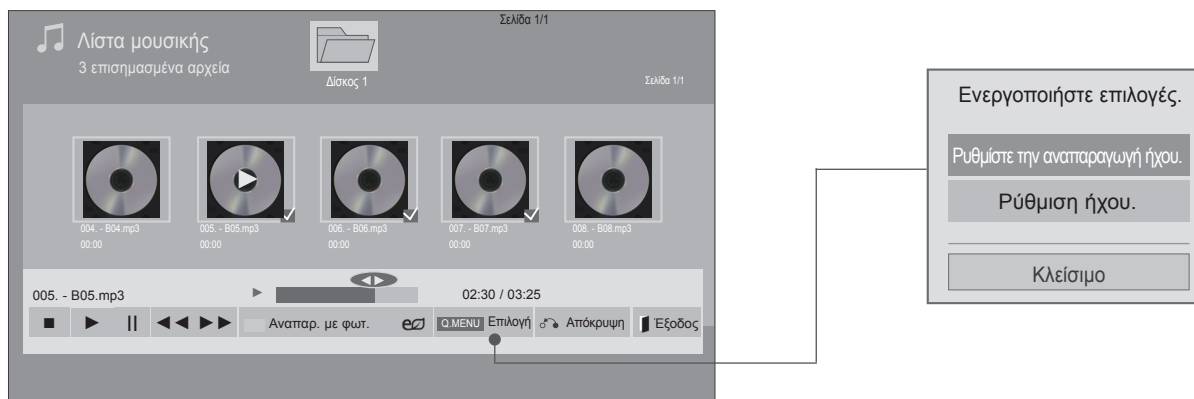 Σελίδα 1/1
Λίστα μουσικής
3 επισημασμένα αρχεία
Δίσκος 1
Σελίδα 1/1
004. - B04.mp3
00:00
005. - B05.mp3
00:00
006. - B06.mp3
00:00
007. - B07.mp3
00:00
008. - B08.mp3
00:00
005. - B05.mp3
02:30 / 03:25
Αναπαρ. με φωτ.
Q.MENU Επιλογή
Απόκρυψη
Έξοδος
Ενεργοποιήστε επιλογές.
Ρυθμίστε την αναπαραγωγή ήχου.
Ρύθμιση ήχου.
Κλείσιμο